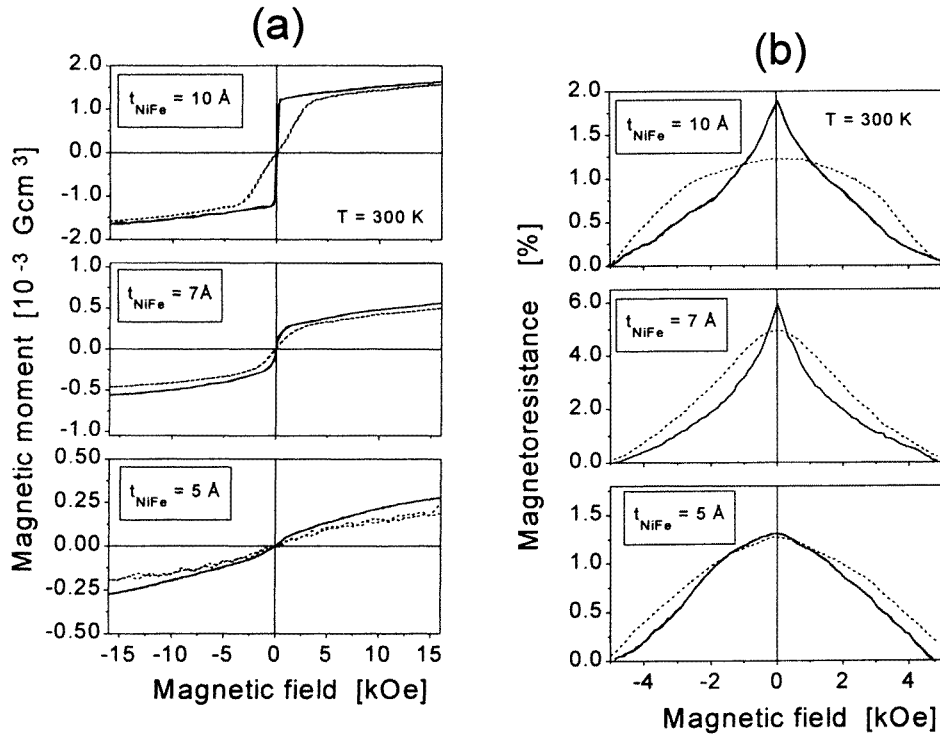 (a)
2.0
1.0
0.0
-1.0
-2.0
t_NiFe = 10 Å
T = 300 K
0.5
0.0
-0.5
-1.0
t_NiFe = 7Å
0.50
0.25
0.00
-0.25
-0.50
t_NiFe = 5 Å
-15 -10 -5 0 5 10 15
Magnetic field [kOe]
Magnetic moment [10 ⁻³ Gcm ³]
(b)
2.0
1.5
1.0
0.5
0.0
t_NiFe = 10 Å
T = 300 K
6.0
4.0
2.0
0.0
t_NiFe = 7 Å
1.5
1.0
0.5
0.0
t_NiFe = 5 Å
-4 -2 0 2 4
Magnetic field [kOe]
Magnetoresistance [%]